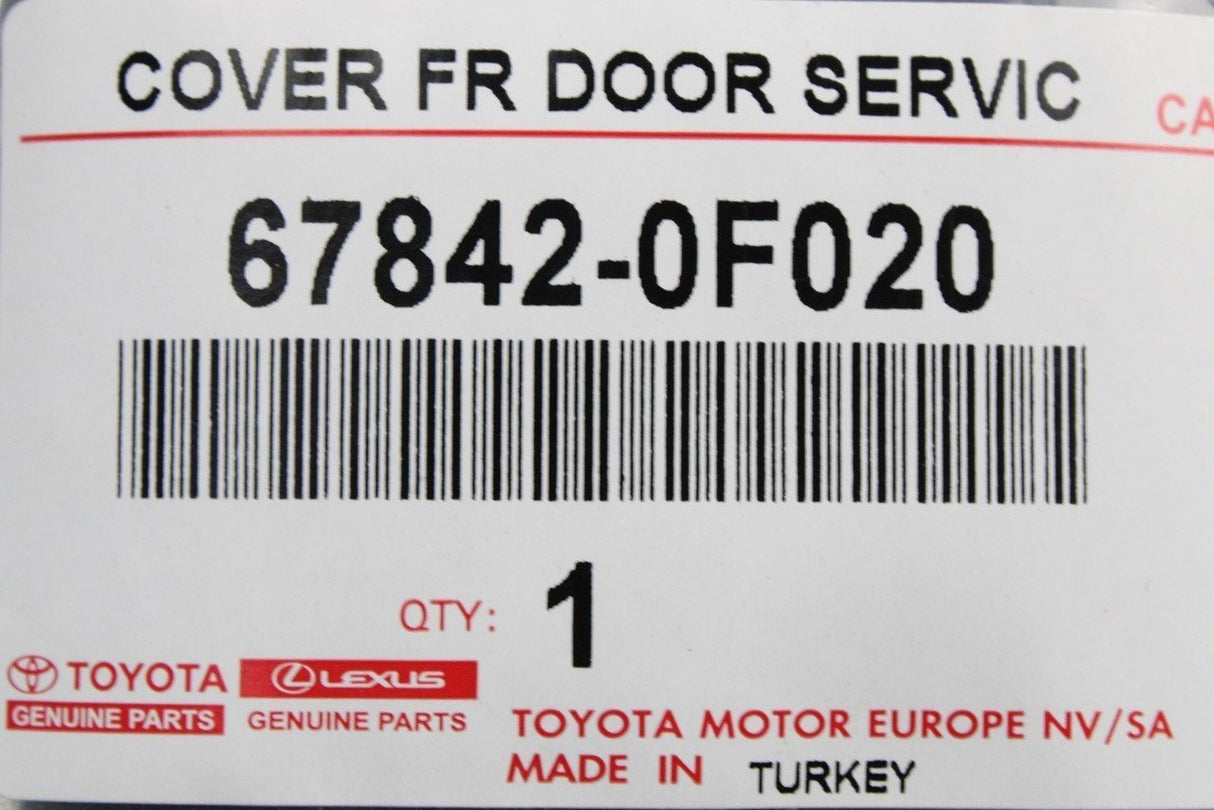 COVER FR DOOR SERVIC
CA
67842-0F020
QTY: 1
TOYOTA LEXUS
GENUINE PARTS GENUINE PARTS
TOYOTA MOTOR EUROPE NV/SA
MADE IN TURKEY